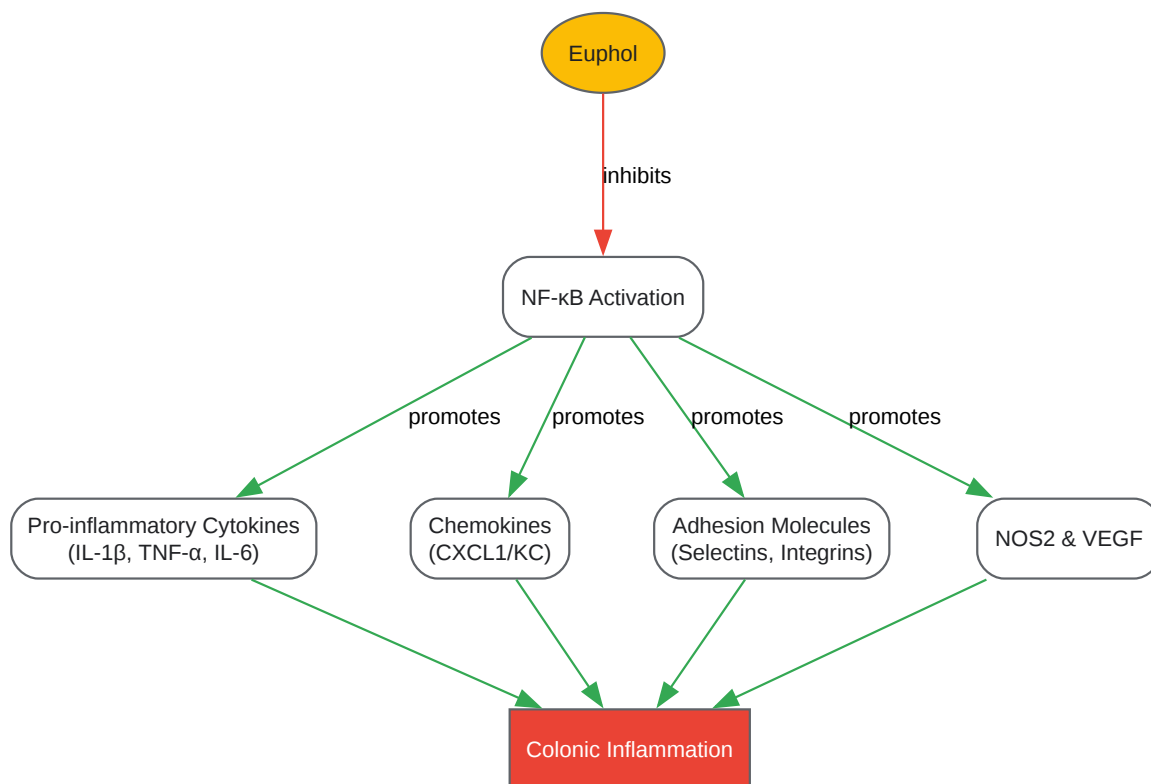 Euphol
inhibits
NF-κB Activation
promotes
promotes
promotes
promotes
Pro-inflammatory Cytokines
(IL-1β, TNF-α, IL-6)
Chemokines
(CXCL1/KC)
Adhesion Molecules
(Selectins, Integrins)
NOS2 & VEGF
Colonic Inflammation